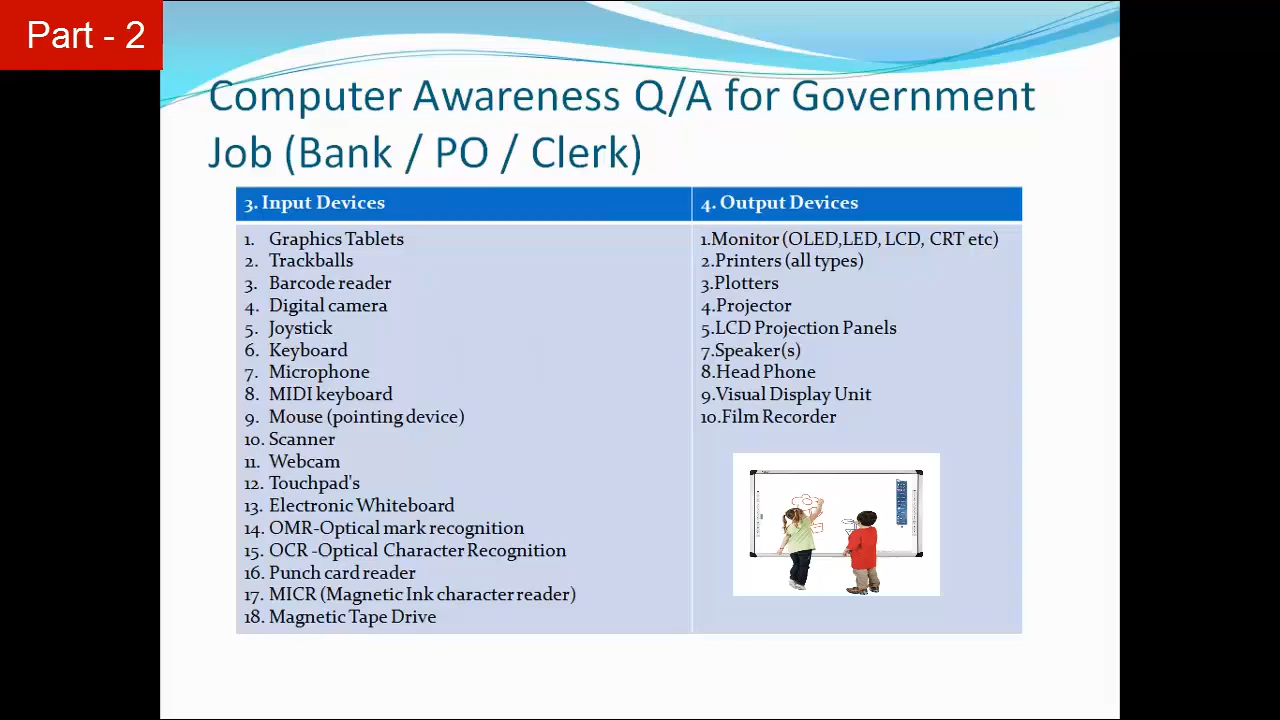 Part - 2
Computer Awareness Q/A for Government
Job (Bank / PO / Clerk)
3. Input Devices
1. Graphics Tablets
2. Trackballs
3. Barcode reader
4. Digital camera
5. Joystick
6. Keyboard
7. Microphone
8. MIDI keyboard
9. Mouse (pointing device)
10. Scanner
11. Webcam
12. Touchpad's
13. Electronic Whiteboard
14. OMR-Optical mark recognition
15. OCR -Optical Character Recognition
16. Punch card reader
17. MICR (Magnetic Ink character reader)
18. Magnetic Tape Drive
4. Output Devices
1.Monitor (OLED,LED, LCD, CRT etc)
2.Printers (all types)
3.Plotters
4.Projector
5.LCD Projection Panels
7.Speaker(s)
8.Head Phone
9.Visual Display Unit
10.Film Recorder